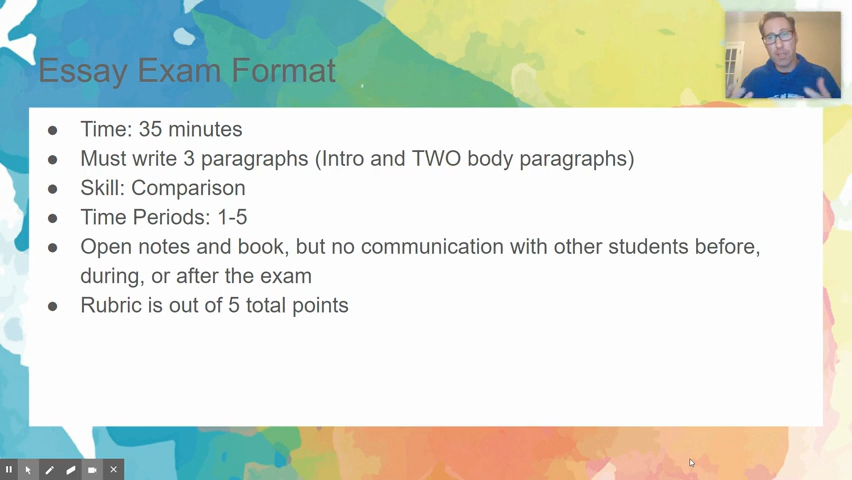 Essay Exam Format
● Time: 35 minutes
● Must write 3 paragraphs (Intro and TWO body paragraphs)
● Skill: Comparison
● Time Periods: 1-5
● Open notes and book, but no communication with other students before,
during, or after the exam
● Rubric is out of 5 total points